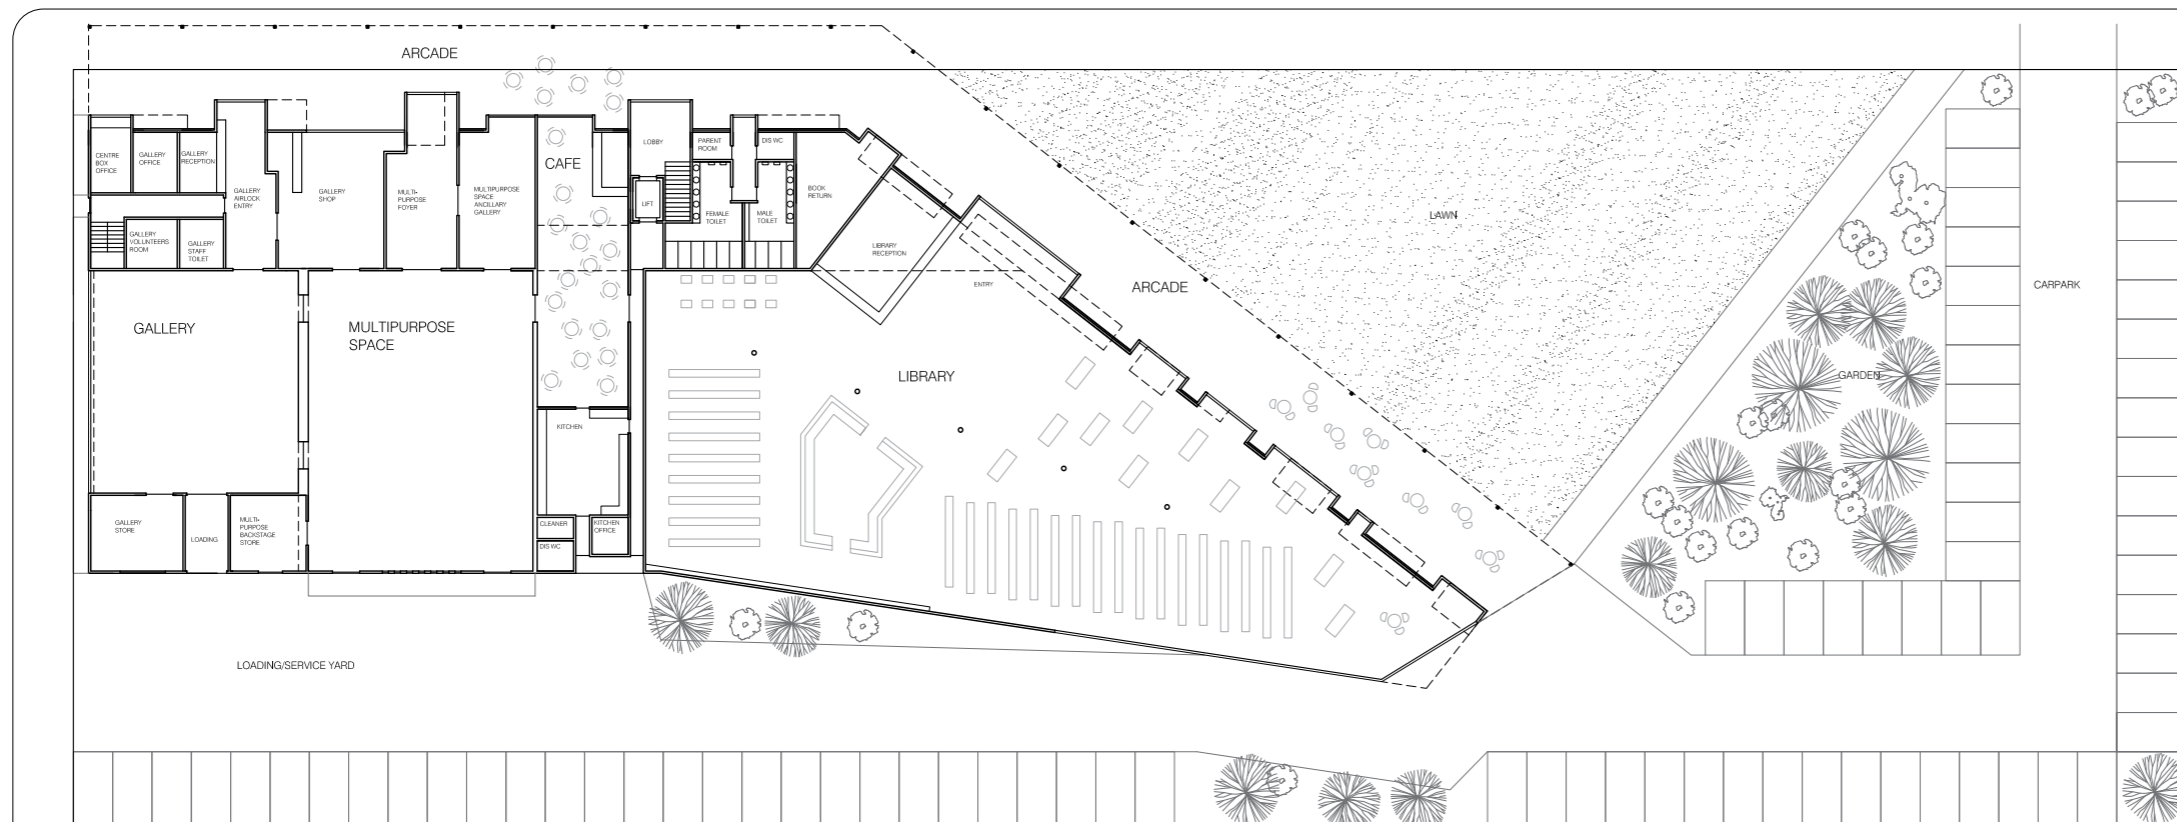 ARCADE
CENTRE
BOX
OFFICE
GALLERY
OFFICE
GALLERY
RECEPTION
GALLERY
AIRLOCK
ENTRY
GALLERY
SHOP
MULTI-
PURPOSE
FOYER
MULTIPURPOSE
SPACE
ANCILLARY
GALLERY
CAFE
LOBBY
LIFT
PARENT
ROOM
DIS WC
FEMALE
TOILET
MALE
TOILET
BOOK
RETURN
LIBRARY
RECEPTION
ENTRY
GALLERY
VOLUNTEERS
ROOM
GALLERY
STAFF
TOILET
LAWN
ARCADE
CARPARK
GARDEN
GALLERY
MULTIPURPOSE
SPACE
LIBRARY
KITCHEN
GALLERY
STORE
LOADING
MULTI-
PURPOSE
BACKSTAGE
STORE
CLEANER
DIS WC
KITCHEN
OFFICE
LOADING/SERVICE YARD